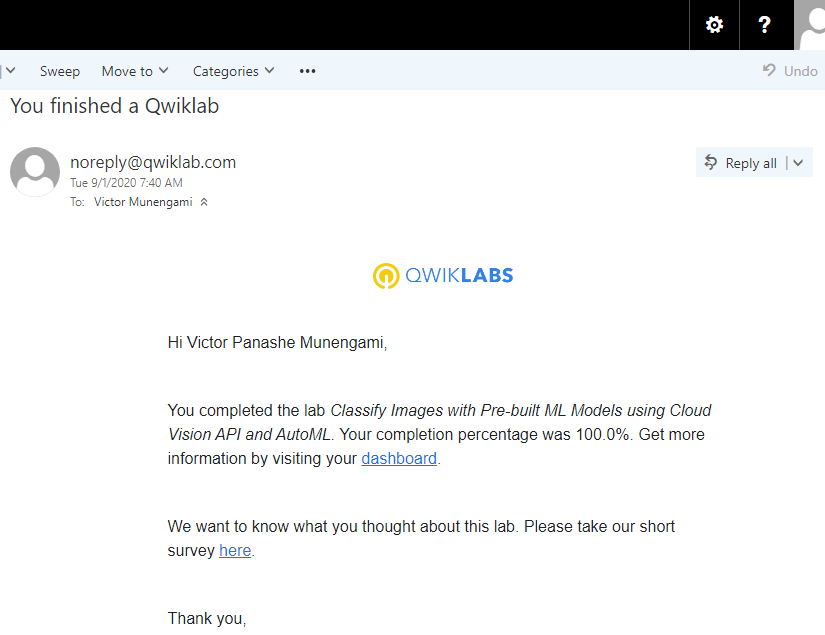 ?
Sweep Move to Categories ••• Undo
You finished a Qwiklab
noreply@qwiklab.com
Tue 9/1/2020 7:40 AM
To: Victor Munengami
Reply all
QWIKLABS
Hi Victor Panashe Munengami,
You completed the lab Classify Images with Pre-built ML Models using Cloud
Vision API and AutoML. Your completion percentage was 100.0%. Get more
information by visiting your dashboard.
We want to know what you thought about this lab. Please take our short
survey here.
Thank you,